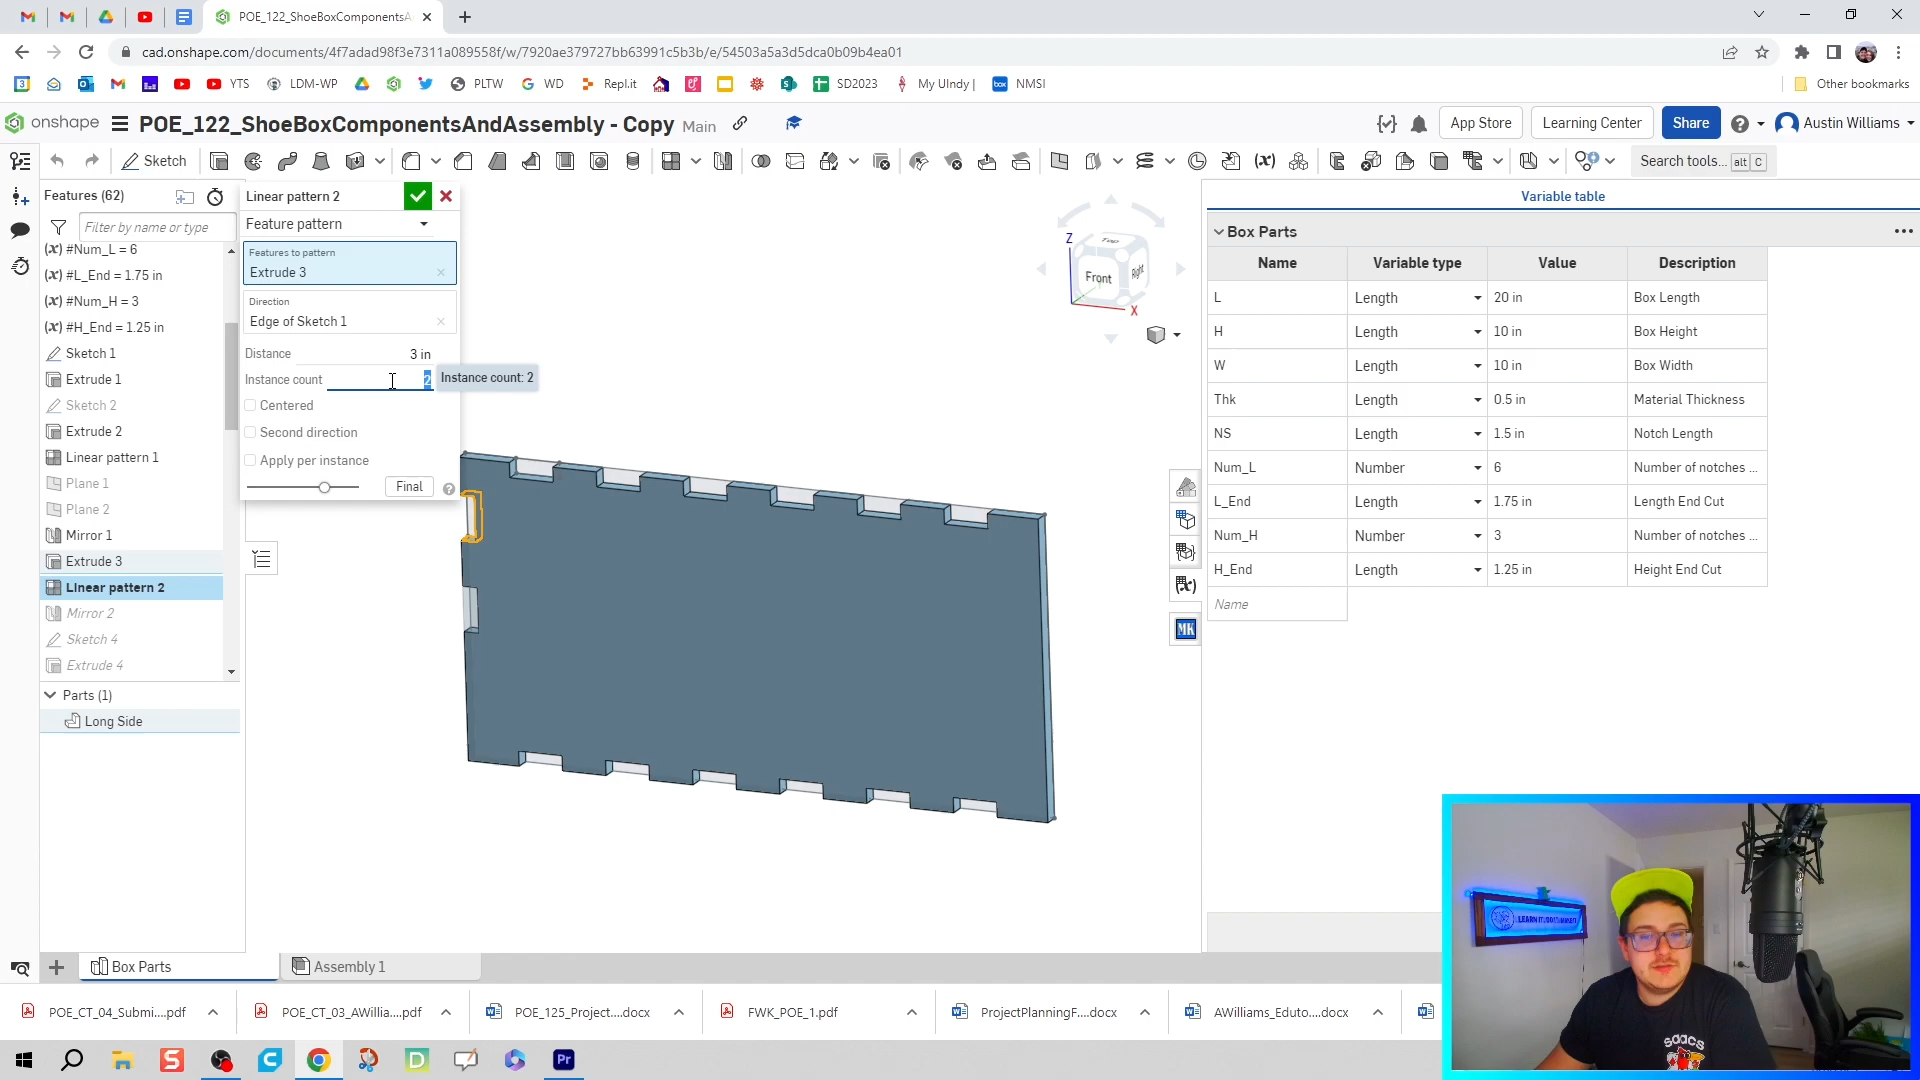 POE_122_ShoeBoxComponentsA
cad.onshape.com/documents/4f7adad98f3e7311a089558f/w/7920ae379727bb63991c5b3b/e/54503a5a3d5dca0b09b4ea01
YTS
LDM-WP
PLTW
WD
Repl.it
SD2023
My UIndy |
NMSI
Other bookmarks
onshape
POE_122_ShoeBoxComponentsAndAssembly - Copy Main
App Store
Learning Center
Share
Austin Williams
Sketch
Search tools... alt C
Features (62)
Filter by name or type
(x) #Num_L = 6
(x) #L_End = 1.75 in
(x) #Num_H = 3
(x) #H_End = 1.25 in
Sketch 1
Extrude 1
Sketch 2
Extrude 2
Linear pattern 1
Plane 1
Plane 2
Mirror 1
Extrude 3
Linear pattern 2
Mirror 2
Sketch 4
Extrude 4
Parts (1)
Long Side
Linear pattern 2
Feature pattern
Features to pattern
Extrude 3
Direction
Edge of Sketch 1
Distance 3 in
Instance count 2
Instance count: 2
Centered
Second direction
Apply per instance
Final
Z
Top
Front
Right
X
Variable table
Box Parts
Name Variable type Value Description
L Length 20 in Box Length
H Length 10 in Box Height
W Length 10 in Box Width
Thk Length 0.5 in Material Thickness
NS Length 1.5 in Notch Length
Num_L Number 6 Number of notches ...
L_End Length 1.75 in Length End Cut
Num_H Number 3 Number of notches ...
H_End Length 1.25 in Height End Cut
Name
(x)
MK
Box Parts
Assembly 1
POE_CT_04_Submi....pdf
POE_CT_03_AWillia....pdf
POE_125_Project....docx
FWK_POE_1.pdf
ProjectPlanningF....docx
AWilliams_Eduto....docx
Pr